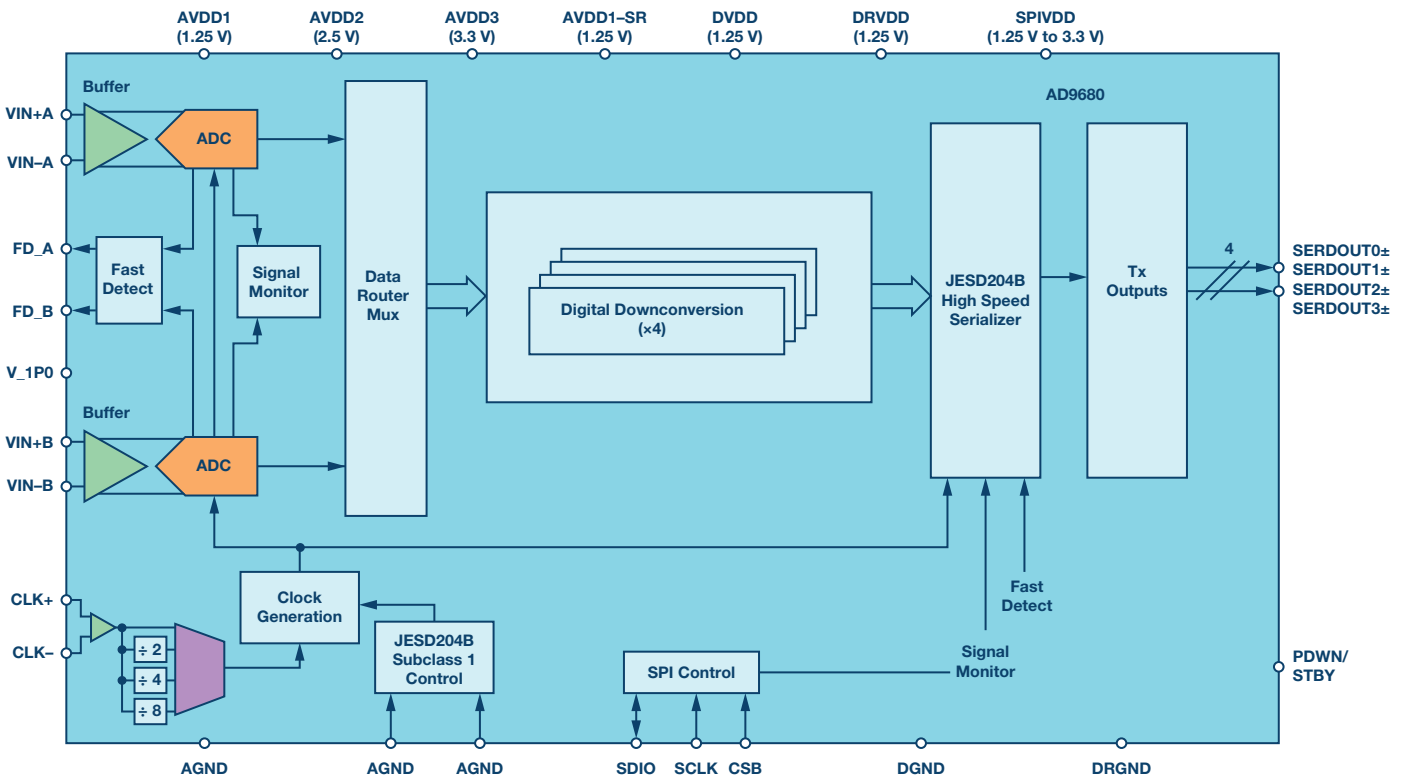 AVDD1
(1.25 V)
AVDD2
(2.5 V)
AVDD3
(3.3 V)
AVDD1–SR
(1.25 V)
DVDD
(1.25 V)
DRVDD
(1.25 V)
SPIVDD
(1.25 V to 3.3 V)
AD9680
Buffer
VIN+A
VIN–A
ADC
FD_A
FD_B
Fast
Detect
Signal
Monitor
V_1P0
Buffer
VIN+B
VIN–B
ADC
Data
Router
Mux
Digital Downconversion
(×4)
JESD204B
High Speed
Serializer
Tx
Outputs
4
SERDOUT0±
SERDOUT1±
SERDOUT2±
SERDOUT3±
Fast
Detect
Signal
Monitor
CLK+
CLK–
÷ 2
÷ 4
÷ 8
Clock
Generation
JESD204B
Subclass 1
Control
SPI Control
PDWN/
STBY
AGND
AGND
AGND
SDIO
SCLK
CSB
DGND
DRGND